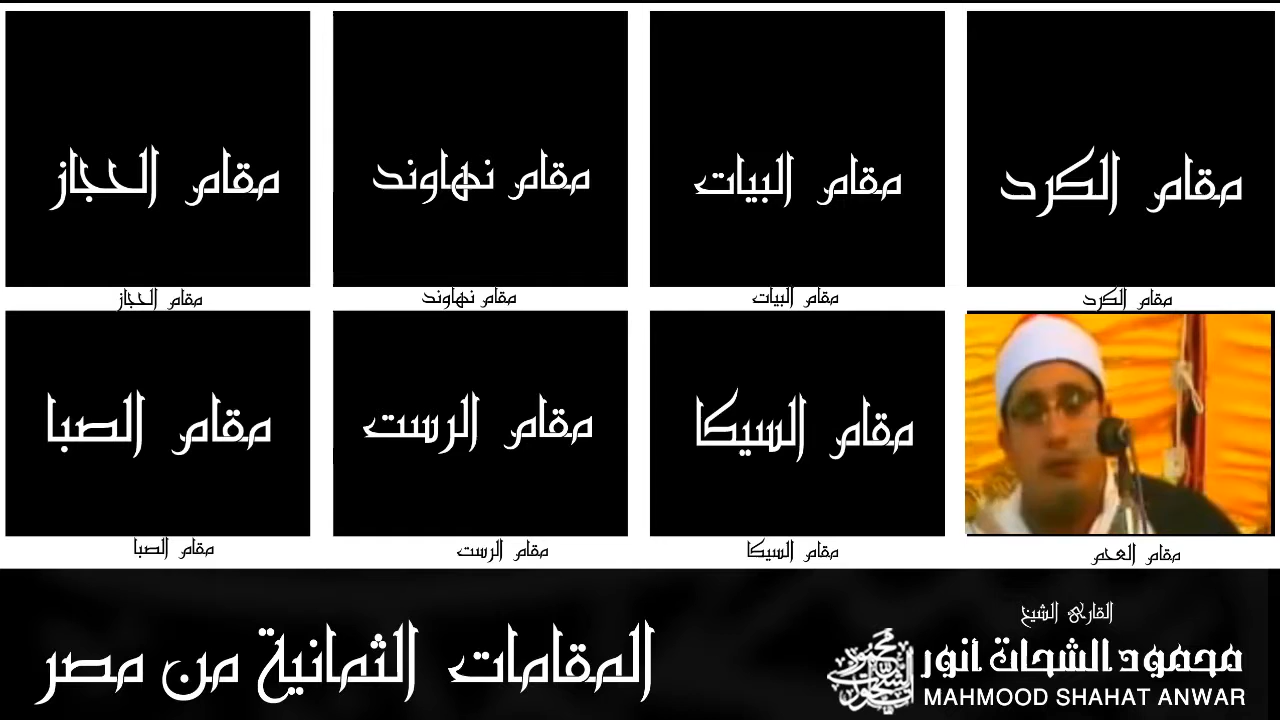 مقام الكرد
مقام البيات
مقام نهاوند
مقام الحجاز
مقام الكرد
مقام البيات
مقام نهاوند
مقام الحجاز
مقام السيكا
مقام الرست
مقام الصبا
مقام العجم
مقام السيكا
مقام الرست
مقام الصبا
القارئ الشيخ
محمود الشحات أنور
MAHMOOD SHAHAT ANWAR
المقامات الثمانية من مصر